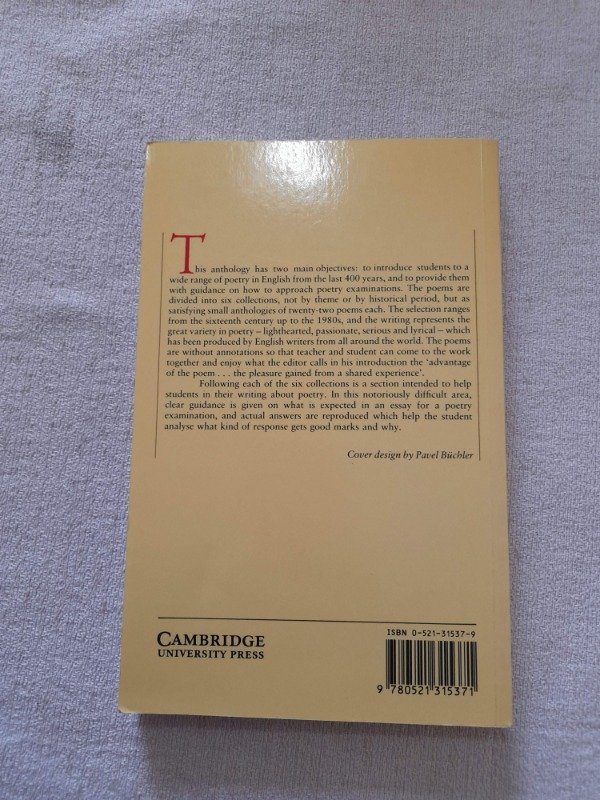 This anthology has two main objectives: to introduce students to a
wide range of poetry in English from the last 400 years, and to provide them
with guidance on how to approach poetry examinations. The poems are
divided into six collections, not by theme or by historical period, but as
satisfying small anthologies of twenty-two poems each. The selection ranges
from the sixteenth century up to the 1980s, and the writing represents the
great variety in poetry – lighthearted, passionate, serious and lyrical – which
has been produced by English writers from all around the world. The poems
are without annotations so that teacher and student can come to the work
together and enjoy what the editor calls in his introduction the ‘advantage
of the poem . . . the pleasure gained from a shared experience’.
Following each of the six collections is a section intended to help
students in their writing about poetry. In this notoriously difficult area,
clear guidance is given on what is expected in an essay for a poetry
examination, and actual answers are reproduced which help the student
analyse what kind of response gets good marks and why.
Cover design by Pavel Büchler
CAMBRIDGE
UNIVERSITY PRESS
ISBN 0-521-31537-9
9 780521 315371